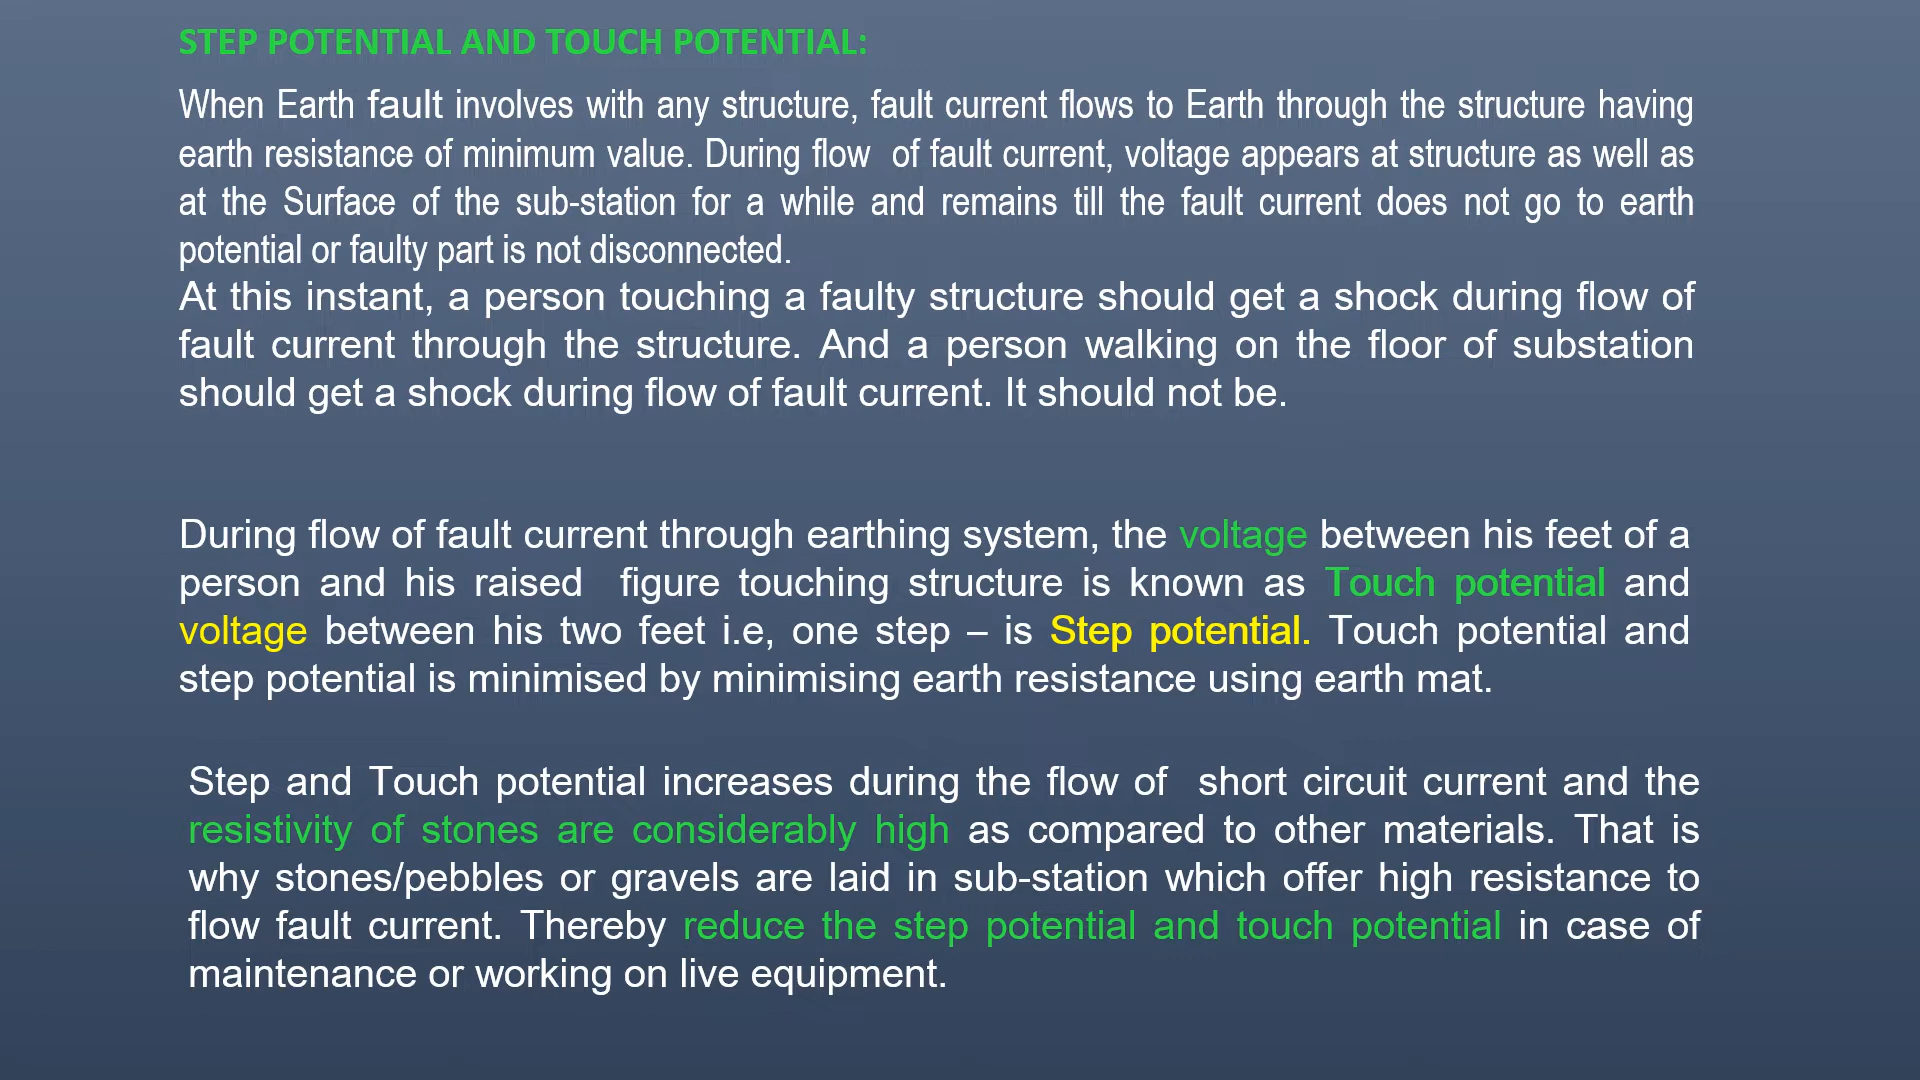 STEP POTENTIAL AND TOUCH POTENTIAL:
When Earth fault involves with any structure, fault current flows to Earth through the structure having
earth resistance of minimum value. During flow of fault current, voltage appears at structure as well as
at the Surface of the sub-station for a while and remains till the fault current does not go to earth
potential or faulty part is not disconnected.
At this instant, a person touching a faulty structure should get a shock during flow of
fault current through the structure. And a person walking on the floor of substation
should get a shock during flow of fault current. It should not be.
During flow of fault current through earthing system, the voltage between his feet of a
person and his raised figure touching structure is known as Touch potential and
voltage between his two feet i.e, one step – is Step potential. Touch potential and
step potential is minimised by minimising earth resistance using earth mat.
Step and Touch potential increases during the flow of short circuit current and the
resistivity of stones are considerably high as compared to other materials. That is
why stones/pebbles or gravels are laid in sub-station which offer high resistance to
flow fault current. Thereby reduce the step potential and touch potential in case of
maintenance or working on live equipment.